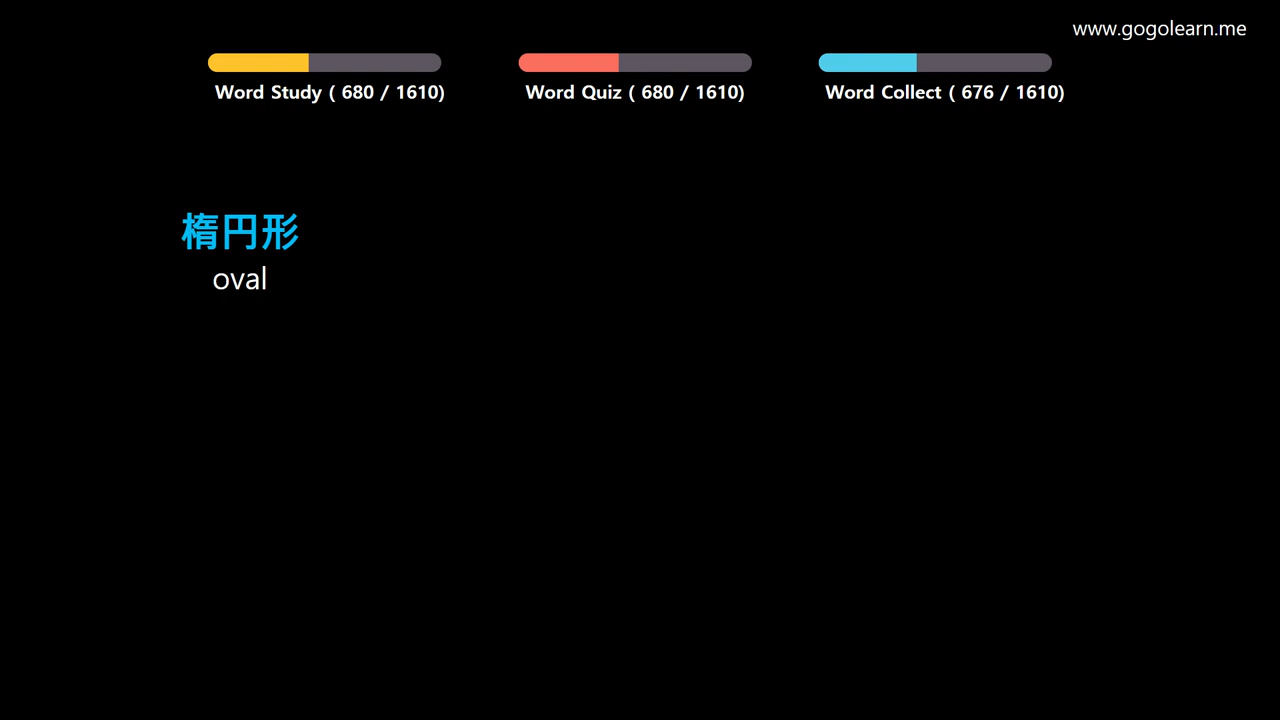 www.gogolearn.me
Word Study ( 680 / 1610)
Word Quiz ( 680 / 1610)
Word Collect ( 676 / 1610)
楕円形
oval